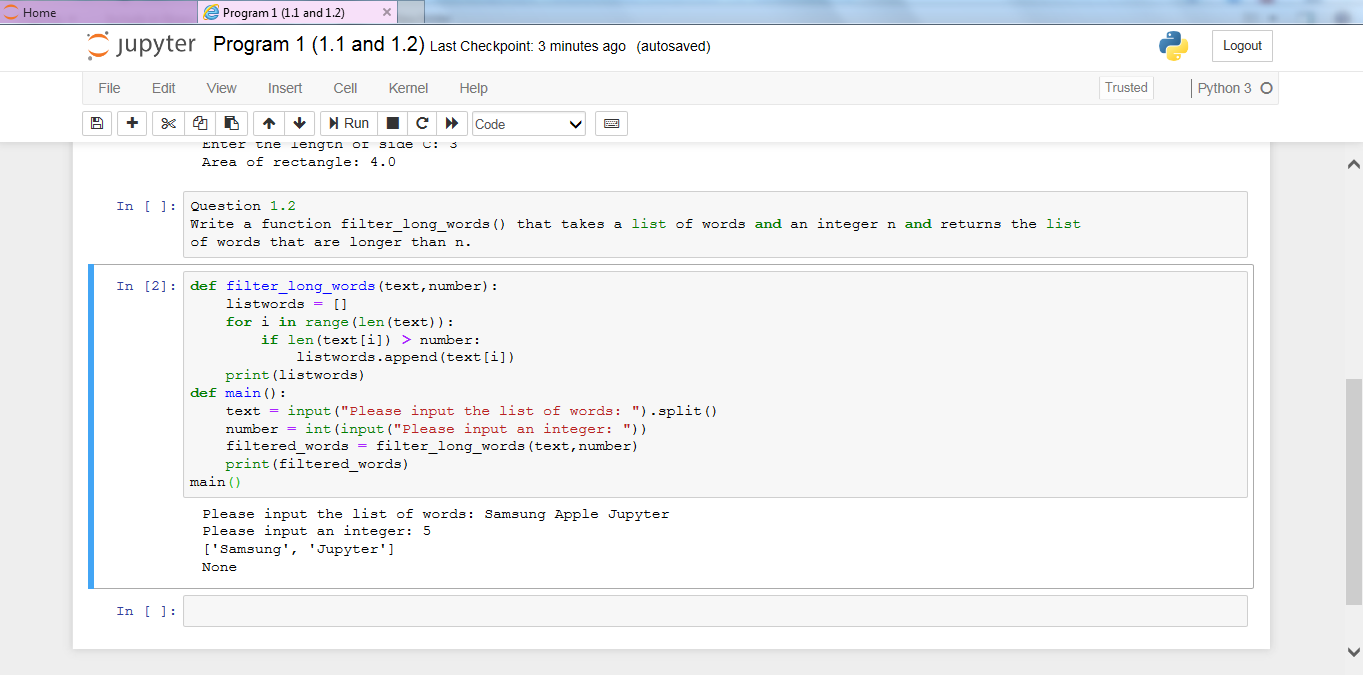 Home
Program 1 (1.1 and 1.2)
jupyter Program 1 (1.1 and 1.2) Last Checkpoint: 3 minutes ago (autosaved)
Logout
File Edit View Insert Cell Kernel Help
Trusted
Python 3
Run
Code
Enter the length of side C: 3
Area of rectangle: 4.0
In [ ]: Question 1.2
Write a function filter_long_words() that takes a list of words and an integer n and returns the list
of words that are longer than n.
In [2]: def filter_long_words(text,number):
    listwords = []
    for i in range(len(text)):
        if len(text[i]) > number:
            listwords.append(text[i])
    print(listwords)
def main():
    text = input("Please input the list of words: ").split()
    number = int(input("Please input an integer: "))
    filtered_words = filter_long_words(text,number)
    print(filtered_words)
main()
Please input the list of words: Samsung Apple Jupyter
Please input an integer: 5
['Samsung', 'Jupyter']
None
In [ ]: